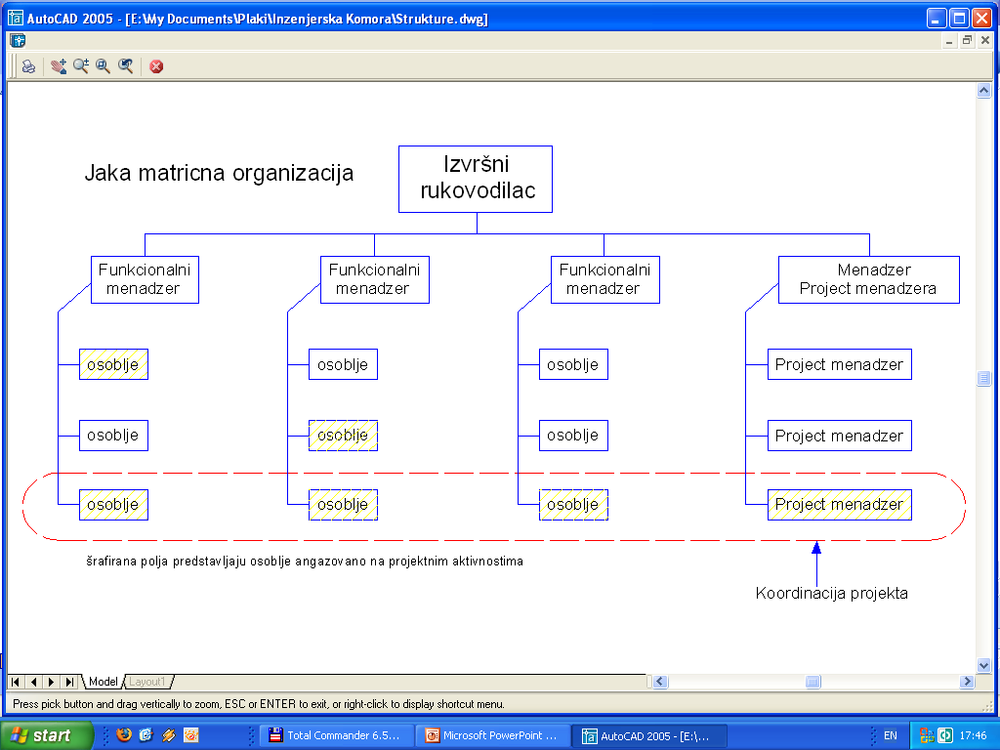 AutoCAD 2005 - [E:\My Documents\Plaki\Inzenjerska Komora\Strukture.dwg]
Jaka matricna organizacija
Izvršni
rukovodilac
Funkcionalni
menadzer
Funkcionalni
menadzer
Funkcionalni
menadzer
Menadzer
Project menadzera
osoblje
osoblje
osoblje
Project menadzer
osoblje
osoblje
osoblje
Project menadzer
osoblje
osoblje
osoblje
Project menadzer
šrafirana polja predstavljaju osoblje angazovano na projektnim aktivnostima
Koordinacija projekta
Model
Layout1
Press pick button and drag vertically to zoom, ESC or ENTER to exit, or right-click to display shortcut menu.
start
Total Commander 6.5...
Microsoft PowerPoint ...
AutoCAD 2005 - [E:\...
EN
17:46